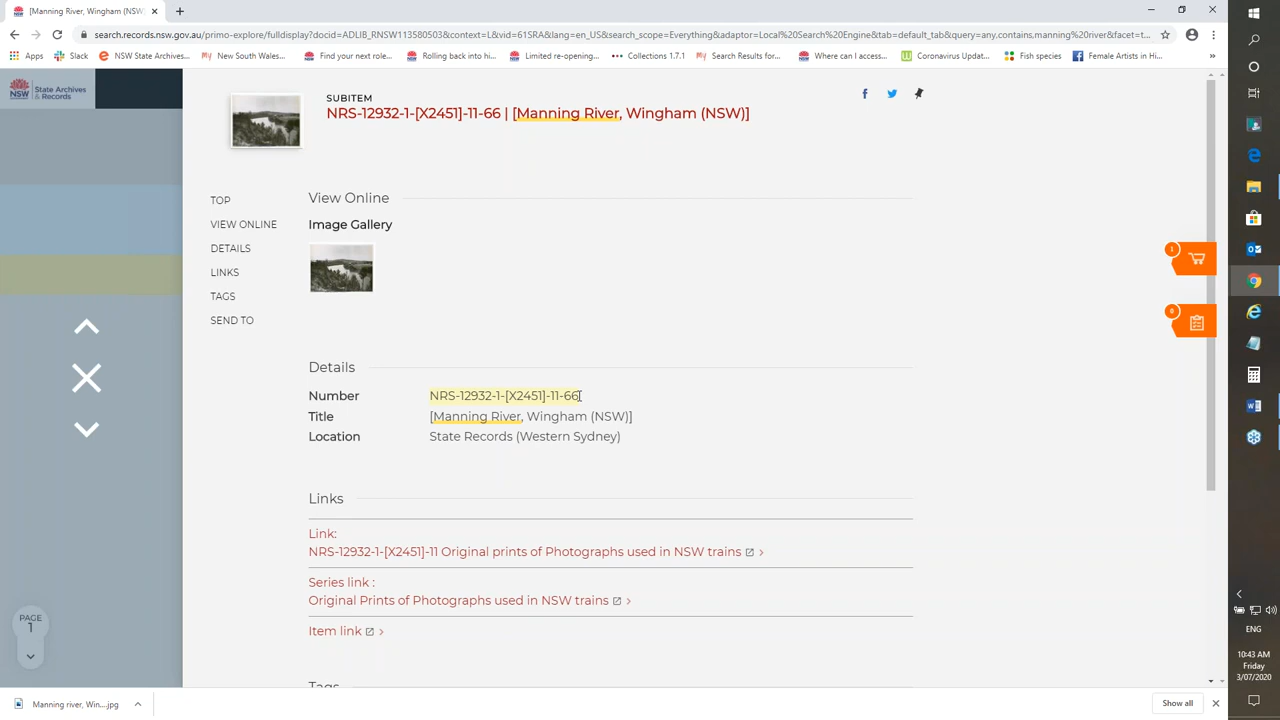 [Manning River, Wingham (NSW)
search.records.nsw.gov.au/primo-explore/fulldisplay?docid=ADLIB_RNSW113580503&context=L&vid=61SRA&lang=en_US&search_scope=Everything&adaptor=Local%20Search%20Engine&tab=default_tab&query=any.contains,manning river&facet=t...
Apps
Slack
NSW State Archives...
New South Wales...
Find your next role...
Rolling back into hi...
Limited re-opening...
Collections 1.7.1
Search Results for...
Where can I access...
Coronavirus Updat...
Fish species
Female Artists in H...
NSW
State Archives
& Records
SUBITEM
NRS-12932-1-[X2451]-11-66 | [Manning River, Wingham (NSW)]
TOP
VIEW ONLINE
DETAILS
LINKS
TAGS
SEND TO
View Online
Image Gallery
1
0
Details
Number NRS-12932-1-[X2451]-11-66
Title [Manning River, Wingham (NSW)]
Location State Records (Western Sydney)
Links
Link:
NRS-12932-1-[X2451]-11 Original prints of Photographs used in NSW trains
Series link :
Original Prints of Photographs used in NSW trains
Item link
Tags
PAGE
1
Manning river, Win....jpg
Show all
ENG
10:43 AM
Friday
3/07/2020